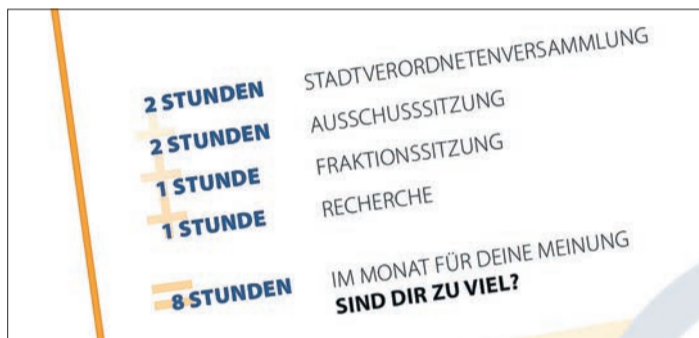 2 STUNDEN STADTVERORDNETENVERSAMMLUNG
+
2 STUNDEN AUSSCHUSSSITZUNG
+
1 STUNDE FRAKTIONSSITZUNG
+
1 STUNDE RECHERCHE
= 8 STUNDEN IM MONAT FÜR DEINE MEINUNG
SIND DIR ZU VIEL?